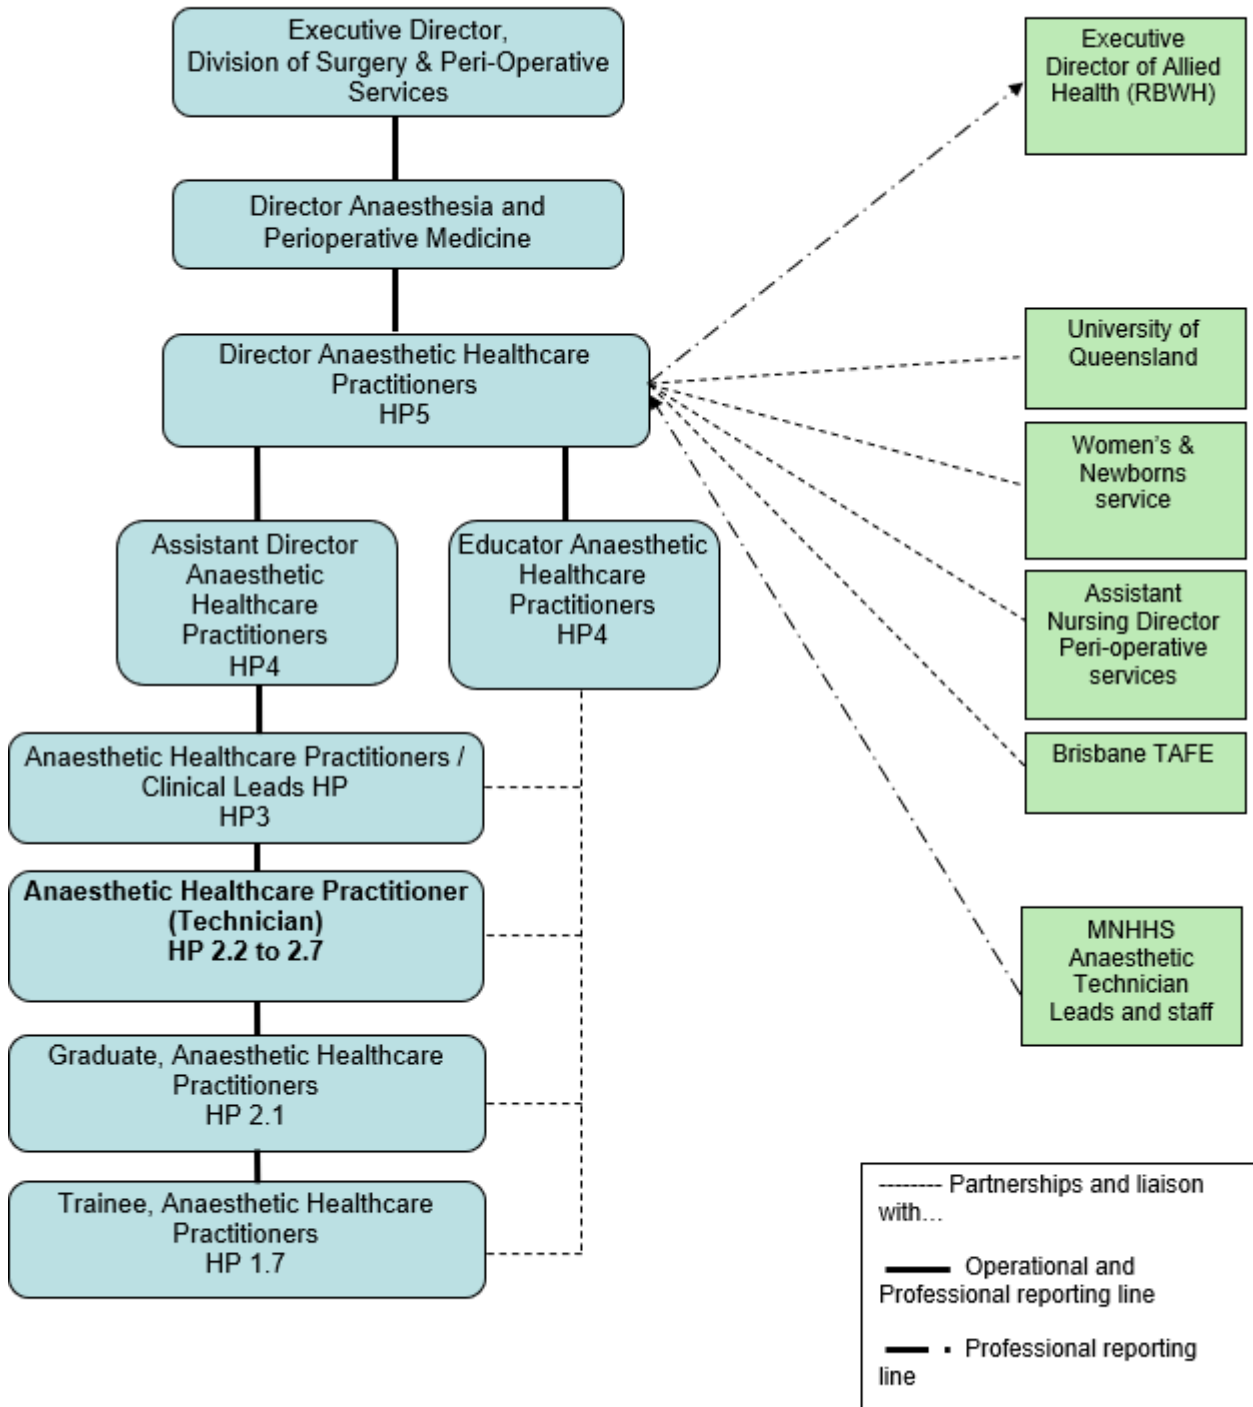 Executive Director,
Division of Surgery & Peri-Operative
Services
Director Anaesthesia and
Perioperative Medicine
Director Anaesthetic Healthcare
Practitioners
HP5
Assistant Director
Anaesthetic
Healthcare
Practitioners
HP4
Educator Anaesthetic
Healthcare
Practitioners
HP4
Anaesthetic Healthcare Practitioners /
Clinical Leads HP
HP3
Anaesthetic Healthcare Practitioner
(Technician)
HP 2.2 to 2.7
Graduate, Anaesthetic Healthcare
Practitioners
HP 2.1
Trainee, Anaesthetic Healthcare
Practitioners
HP 1.7
Executive
Director of Allied
Health (RBWH)
University of
Queensland
Women’s &
Newborns
service
Assistant
Nursing Director
Peri-operative
services
Brisbane TAFE
MNHHS
Anaesthetic
Technician
Leads and staff
Partnerships and liaison
with…
Operational and
Professional reporting line
Professional reporting
line